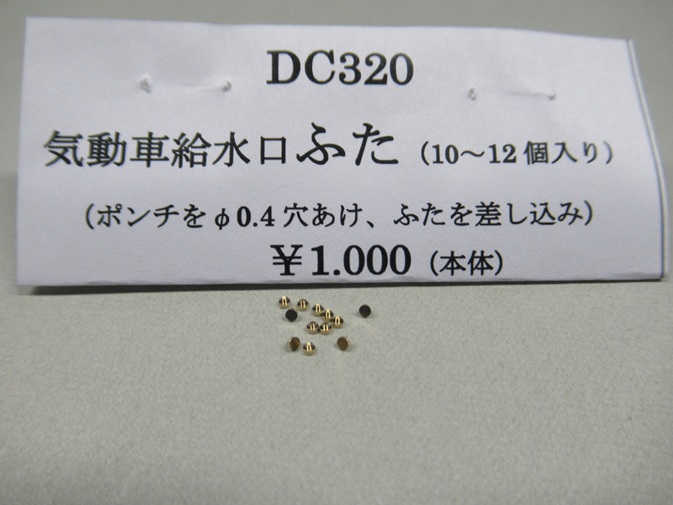 DC320
気動車給水口ふた（10～12個入り）
（ポンチをφ0.4穴あけ、ふたを差し込み）
￥1.000（本体）